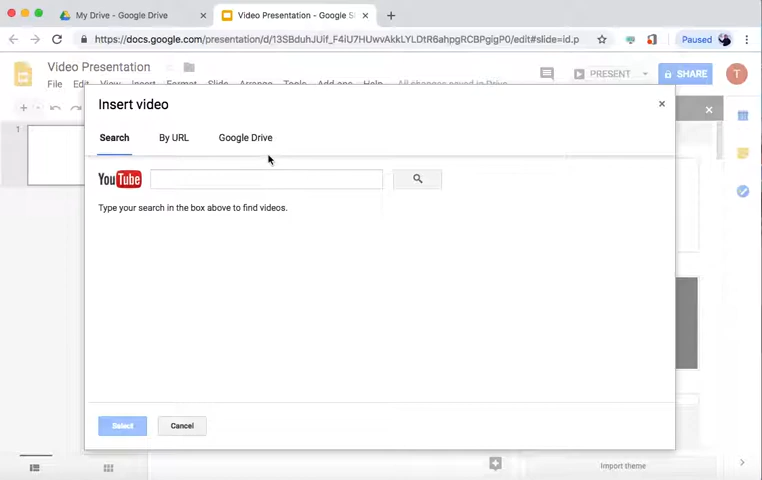 My Drive - Google Drive
Video Presentation - Google S
https://docs.google.com/presentation/d/13SBduhJUif_F4iU7HUwvAkkLYLDtR6ahpgRCBPgigP0/edit#slide=id.p
Paused
Video Presentation
File Edit View Insert Format Slide Arrange Tools Add-ons Help All changes saved in Drive
PRESENT
SHARE
T
Insert video
Search By URL Google Drive
YouTube
Type your search in the box above to find videos.
1
Select Cancel
Import theme